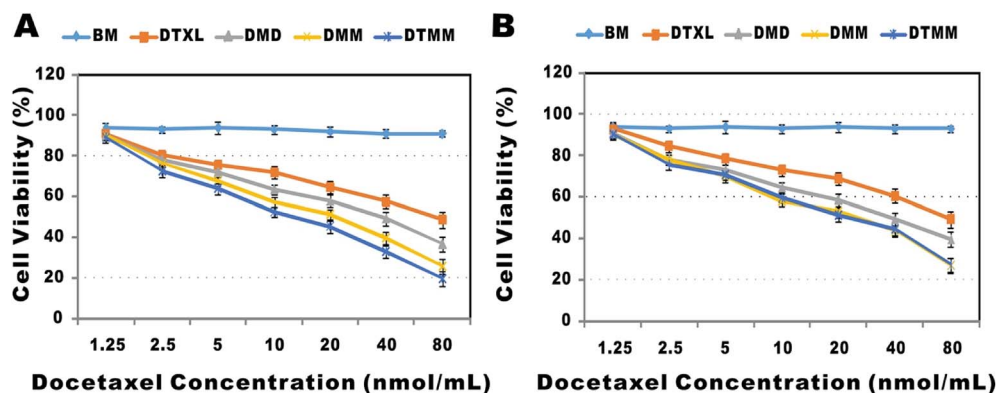 A
BM DTXL DMD DMM DTMM
Cell Viability (%)
120
100
80
60
40
20
0
1.25 2.5 5 10 20 40 80
Docetaxel Concentration (nmol/mL)
B
BM DTXL DMD DMM DTMM
Cell Viability (%)
120
100
80
60
40
20
0
1.25 2.5 5 10 20 40 80
Docetaxel Concentration (nmol/mL)